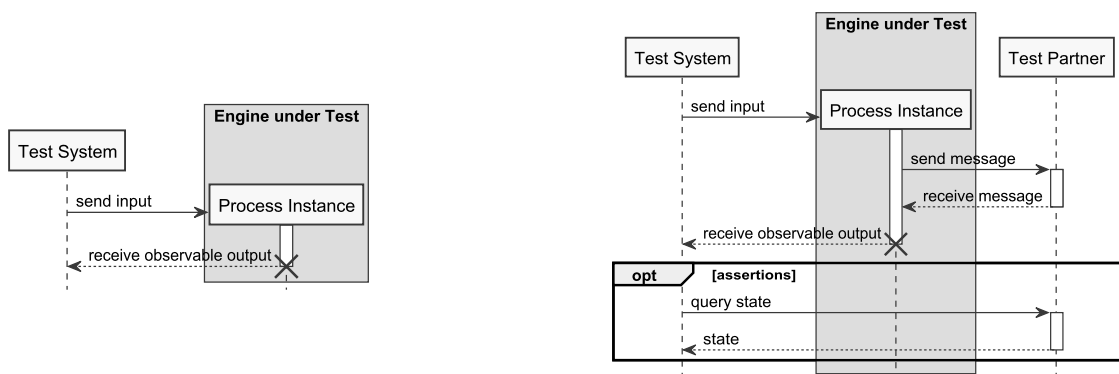 Engine under Test
Test System
Process Instance
send input
receive observable output
Engine under Test
Test System
Test Partner
Process Instance
send input
send message
receive message
receive observable output
opt
[assertions]
query state
state